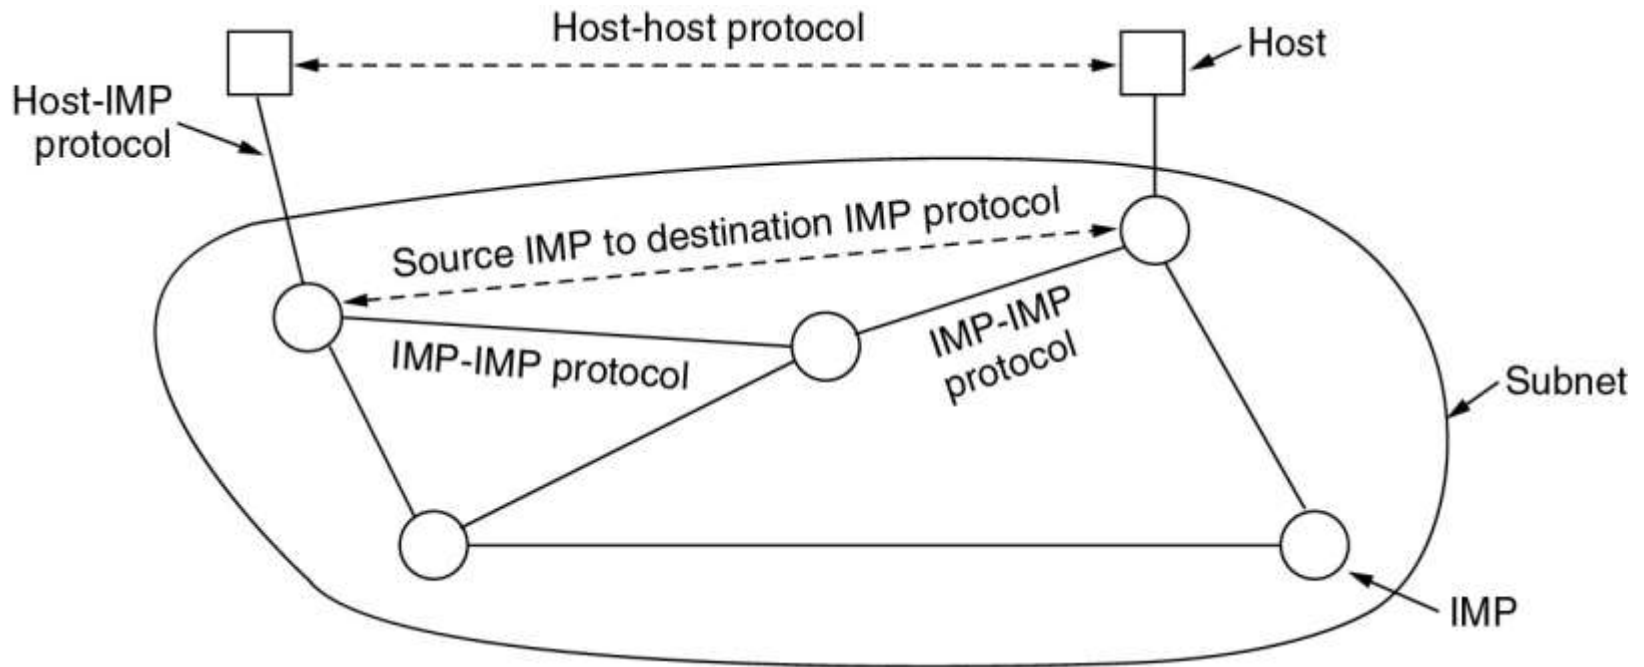 Host-host protocol
Host
Host-IMP
protocol
Source IMP to destination IMP protocol
IMP-IMP protocol
IMP-IMP
protocol
Subnet
IMP